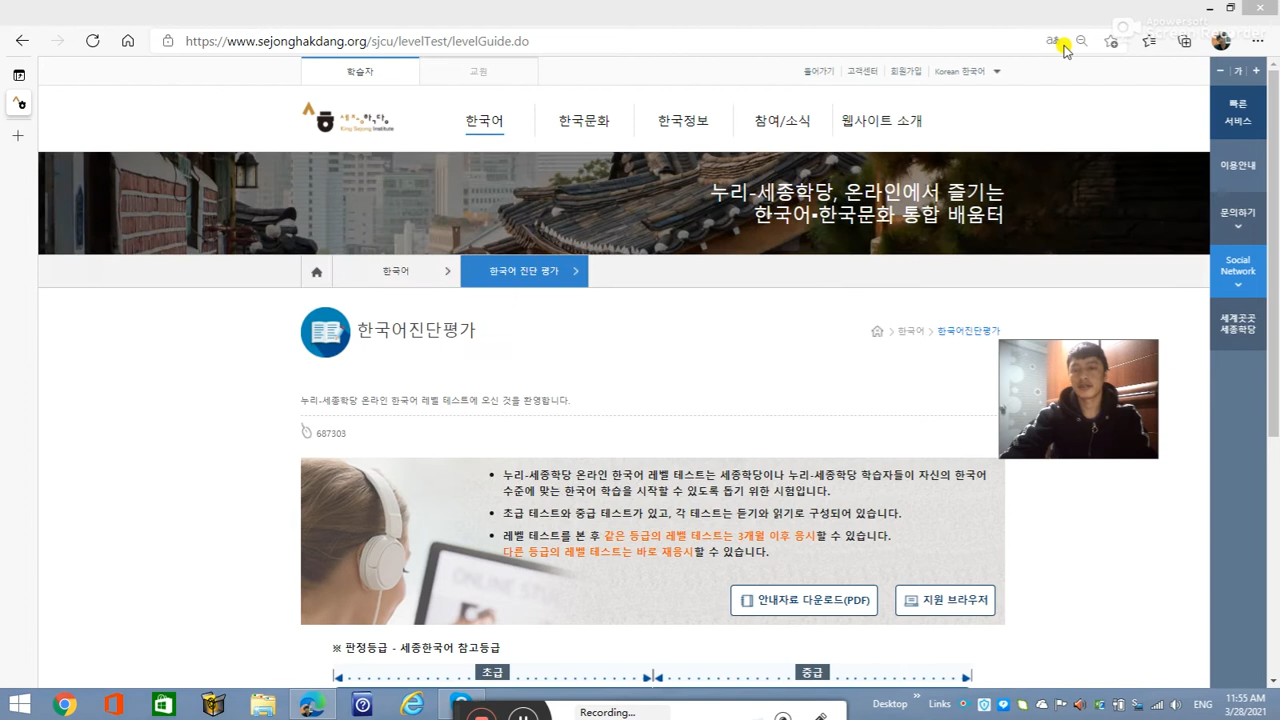 Apowersoft
Screen Recorder
https://www.sejonghakdang.org/sjcu/levelTest/levelGuide.do
학습자
교원
들어가기
고객센터
회원가입
Korean 한국어
세종학당
King Sejong Institute
한국어
한국문화
한국정보
참여/소식
웹사이트 소개
- 가 +
빠른
서비스
이용안내
문의하기
Social
Network
세계곳곳
세종학당
누리-세종학당, 온라인에서 즐기는
한국어•한국문화 통합 배움터
한국어
한국어 진단 평가
한국어진단평가
한국어 > 한국어진단평가
누리-세종학당 온라인 한국어 레벨 테스트에 오신 것을 환영합니다.
687303
• 누리-세종학당 온라인 한국어 레벨 테스트는 세종학당이나 누리-세종학당 학습자들이 자신의 한국어
수준에 맞는 한국어 학습을 시작할 수 있도록 돕기 위한 시험입니다.
• 초급 테스트와 중급 테스트가 있고, 각 테스트는 듣기와 읽기로 구성되어 있습니다.
• 레벨 테스트를 본 후 같은 등급의 레벨 테스트는 3개월 이후 응시할 수 있습니다.
다른 등급의 레벨 테스트는 바로 재응시할 수 있습니다.
안내자료 다운로드(PDF)
지원 브라우저
※ 판정등급 - 세종한국어 참고등급
초급
중급
Recording...
Desktop
Links
ENG
11:55 AM
3/28/2021